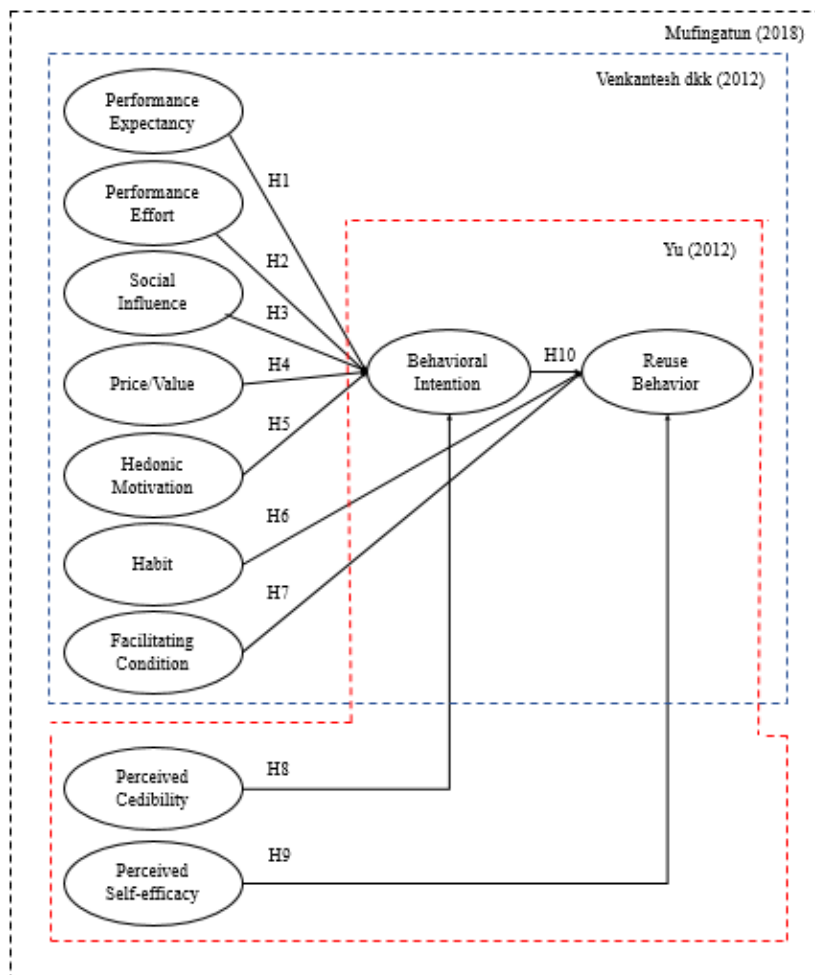 Mufingatun (2018)
Venkantesh dkk (2012)
Performance
Expectancy
H1
Performance
Effort
H2
Yu (2012)
Social
Influence
H3
Price/Value
H4
Behavioral
Intention
H10
Reuse
Behavior
Hedonic
Motivation
H5
Habit
H6
Facilitating
Condition
H7
Perceived
Cedibility
H8
Perceived
Self-efficacy
H9